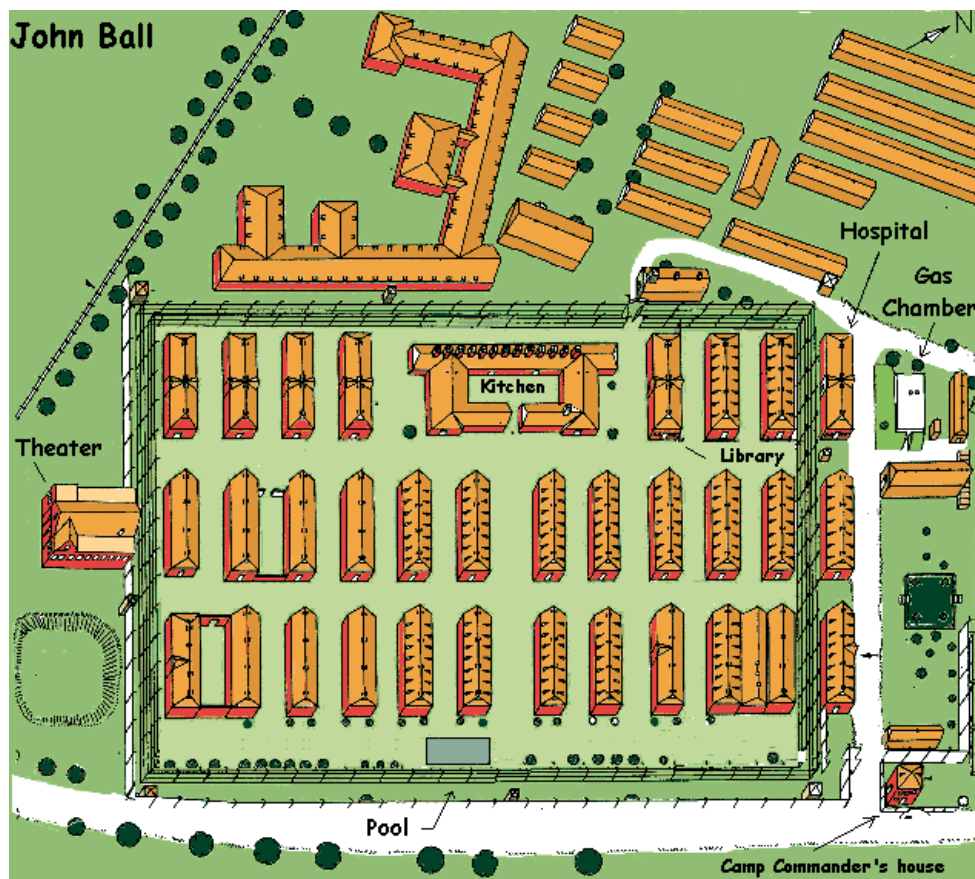 John Ball
N
Hospital
Gas
Chamber
Kitchen
Theater
Library
Pool
Camp Commander's house